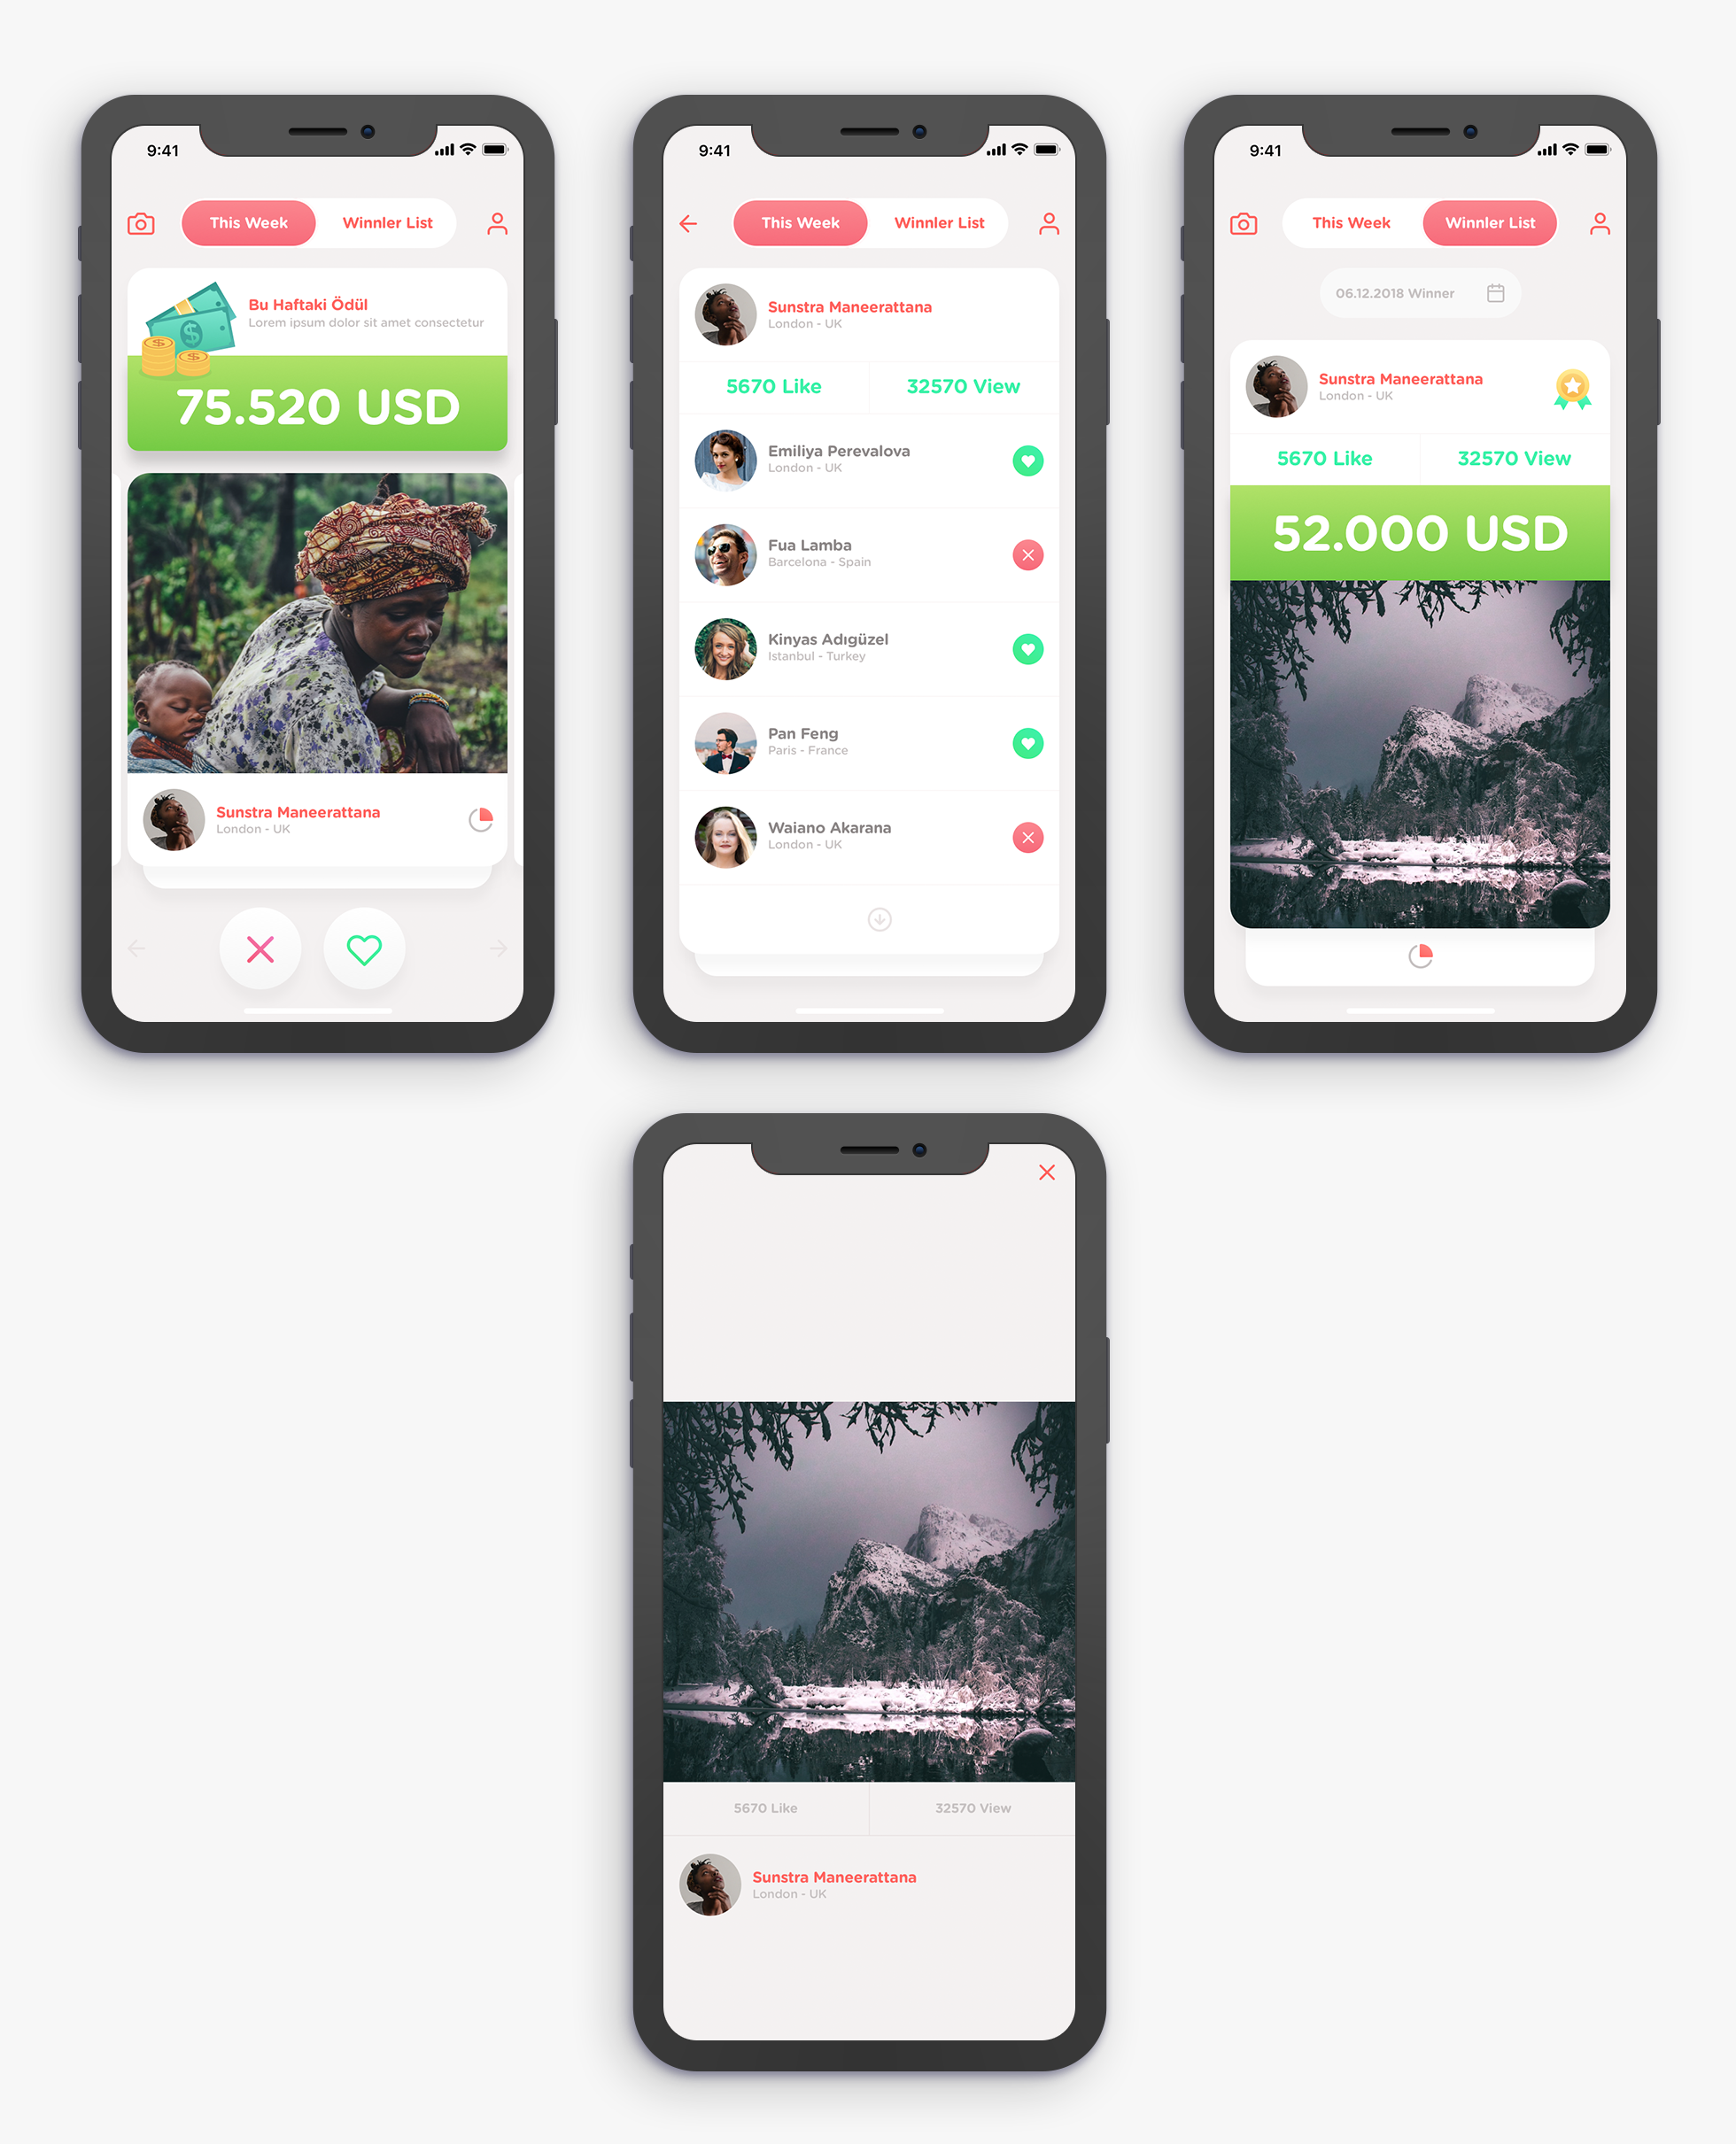 9:41
This Week
Winnler List
Bu Haftaki Ödül
Lorem ipsum dolor sit amet consectetur
75.520 USD
Sunstra Maneerattana
London - UK
9:41
This Week
Winnler List
Sunstra Maneerattana
London - UK
5670 Like
32570 View
Emiliya Perevalova
London - UK
Fua Lamba
Barcelona - Spain
Kinyas Adıgüzel
Istanbul - Turkey
Pan Feng
Paris - France
Waiano Akarana
London - UK
9:41
This Week
Winnler List
06.12.2018 Winner
Sunstra Maneerattana
London - UK
5670 Like
32570 View
52.000 USD
5670 Like
32570 View
Sunstra Maneerattana
London - UK